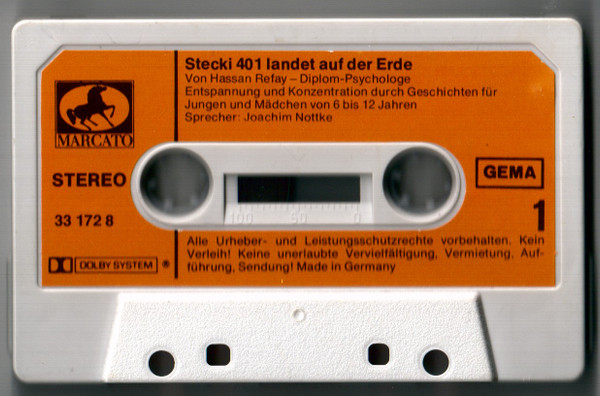 Stecki 401 landet auf der Erde
Von Hassan Refay – Diplom-Psychologe
Entspannung und Konzentration durch Geschichten für
Jungen und Mädchen von 6 bis 12 Jahren
Sprecher: Joachim Nottke
MARCATO
STEREO
GEMA
33 172 8
100 50 0
1
Alle Urheber- und Leistungsschutzrechte vorbehalten. Kein
Verleih! Keine unerlaubte Vervielfältigung, Vermietung, Auf-
führung, Sendung! Made in Germany
DOLBY SYSTEM ®